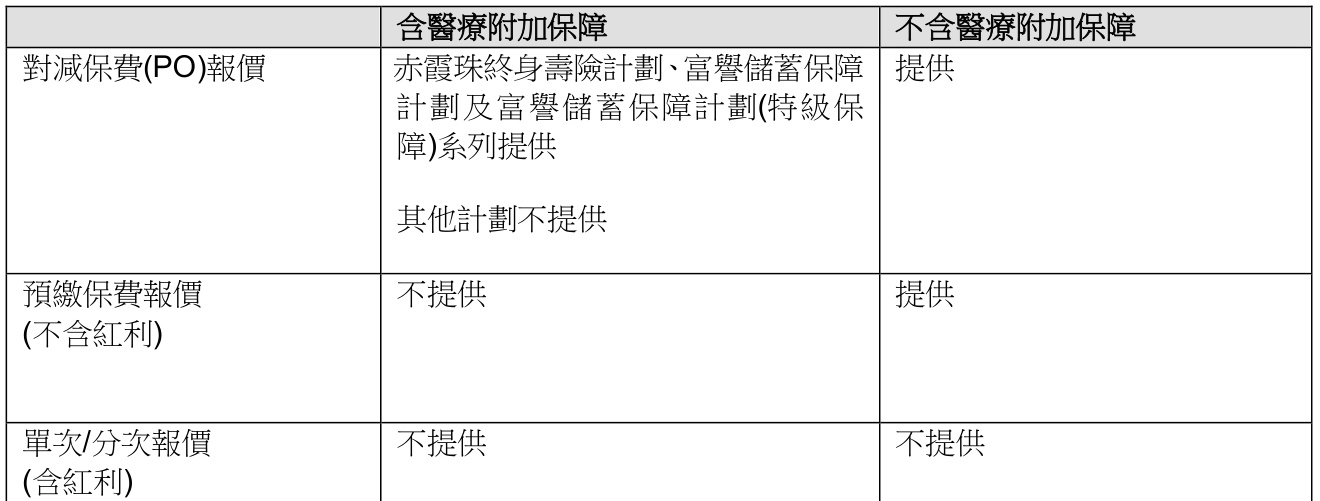 含醫療附加保障
不含醫療附加保障
對減保費(PO)報價
赤霞珠終身壽險計劃、富譽儲蓄保障
計劃及富譽儲蓄保障計劃(特級保
障)系列提供
其他計劃不提供
提供
預繳保費報價
(不含紅利)
不提供
提供
單次/分次報價
(含紅利)
不提供
不提供